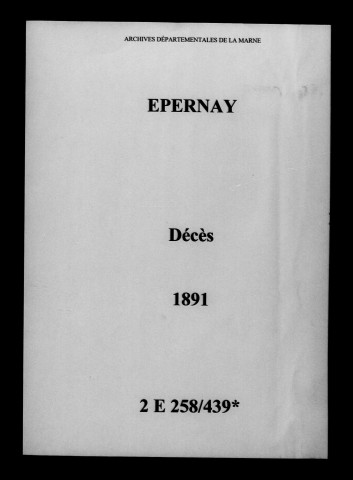 ARCHIVES DÉPARTEMENTALES DE LA MARNE
EPERNAY
Décès
1891
2 E 258/439*